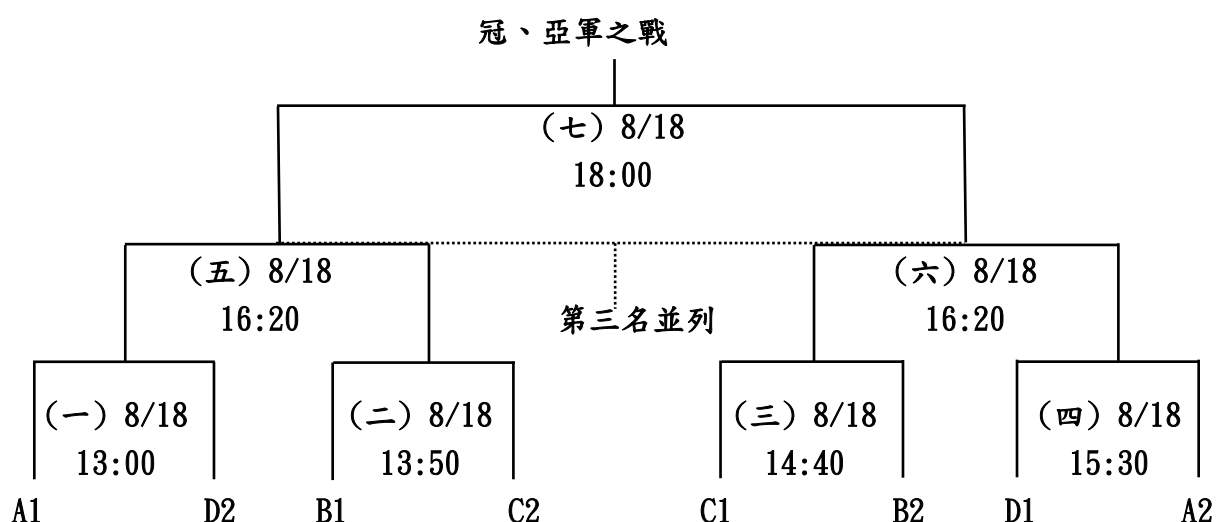 冠、亞軍之戰
(七) 8/18
18:00
(五) 8/18
16:20
第三名並列
(六) 8/18
16:20
(一) 8/18
13:00
(二) 8/18
13:50
(三) 8/18
14:40
(四) 8/18
15:30
A1 D2 B1 C2 C1 B2 D1 A2